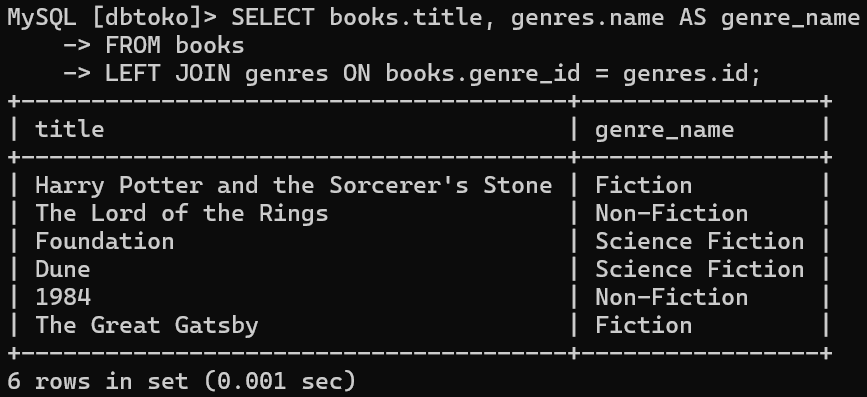 MySQL [dbtoko]> SELECT books.title, genres.name AS genre_name
    -> FROM books
    -> LEFT JOIN genres ON books.genre_id = genres.id;
+---------------------------------------+-----------------+
| title                                 | genre_name      |
+---------------------------------------+-----------------+
| Harry Potter and the Sorcerer's Stone | Fiction         |
| The Lord of the Rings                 | Non-Fiction     |
| Foundation                            | Science Fiction |
| Dune                                  | Science Fiction |
| 1984                                  | Non-Fiction     |
| The Great Gatsby                      | Fiction         |
+---------------------------------------+-----------------+
6 rows in set (0.001 sec)